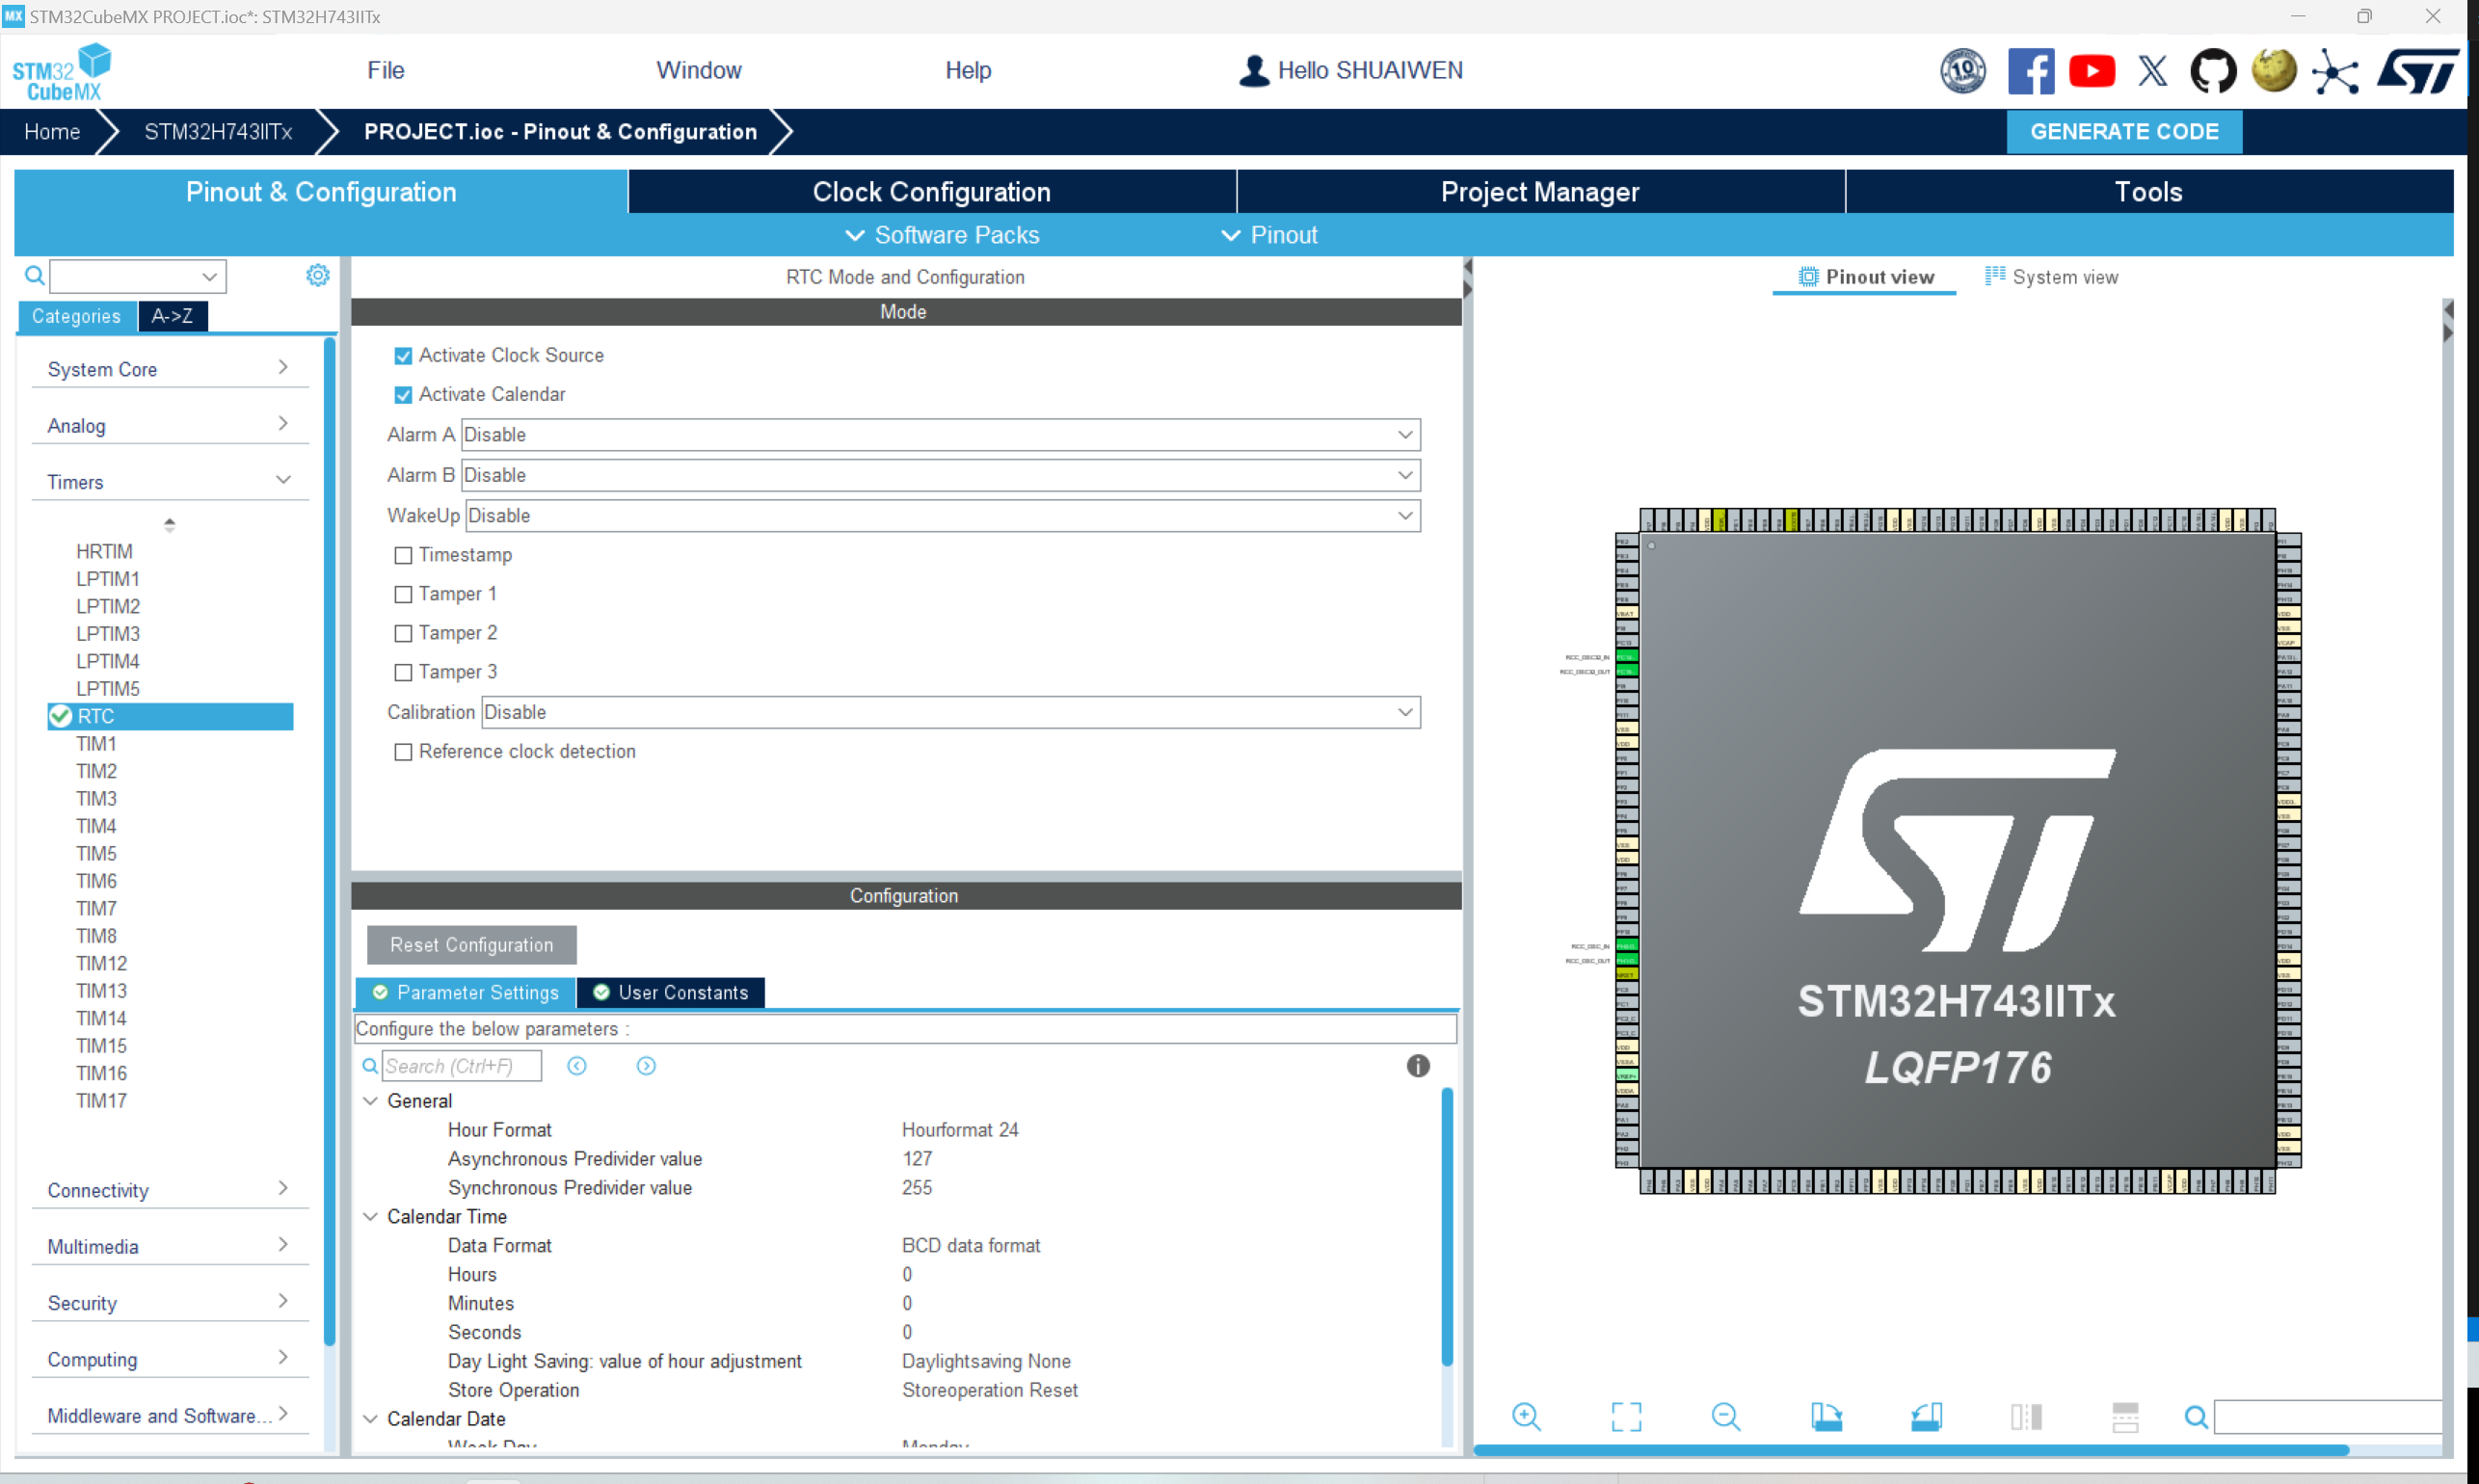 STM32CubeMX PROJECT.ioc*: STM32H743IITx
STM32 CubeMX
File
Window
Help
Hello SHUAIWEN
Home
STM32H743IITx
PROJECT.ioc - Pinout & Configuration
GENERATE CODE
Pinout & Configuration
Clock Configuration
Project Manager
Tools
Software Packs
Pinout
Categories
A->Z
System Core
Analog
Timers
HRTIM
LPTIM1
LPTIM2
LPTIM3
LPTIM4
LPTIM5
RTC
TIM1
TIM2
TIM3
TIM4
TIM5
TIM6
TIM7
TIM8
TIM12
TIM13
TIM14
TIM15
TIM16
TIM17
Connectivity
Multimedia
Security
Computing
Middleware and Software...
RTC Mode and Configuration
Mode
Activate Clock Source
Activate Calendar
Alarm A Disable
Alarm B Disable
WakeUp Disable
Timestamp
Tamper 1
Tamper 2
Tamper 3
Calibration Disable
Reference clock detection
Configuration
Reset Configuration
Parameter Settings
User Constants
Configure the below parameters :
Search (Ctrl+F)
General
Hour Format Hourformat 24
Asynchronous Predivider value 127
Synchronous Predivider value 255
Calendar Time
Data Format BCD data format
Hours 0
Minutes 0
Seconds 0
Day Light Saving: value of hour adjustment Daylightsaving None
Store Operation Storeoperation Reset
Calendar Date
Week Day Monday
Pinout view
System view
RCC_OSC32_IN
RCC_OSC32_OUT
RCC_OSC_IN
RCC_OSC_OUT
STM32H743IITx
LQFP176